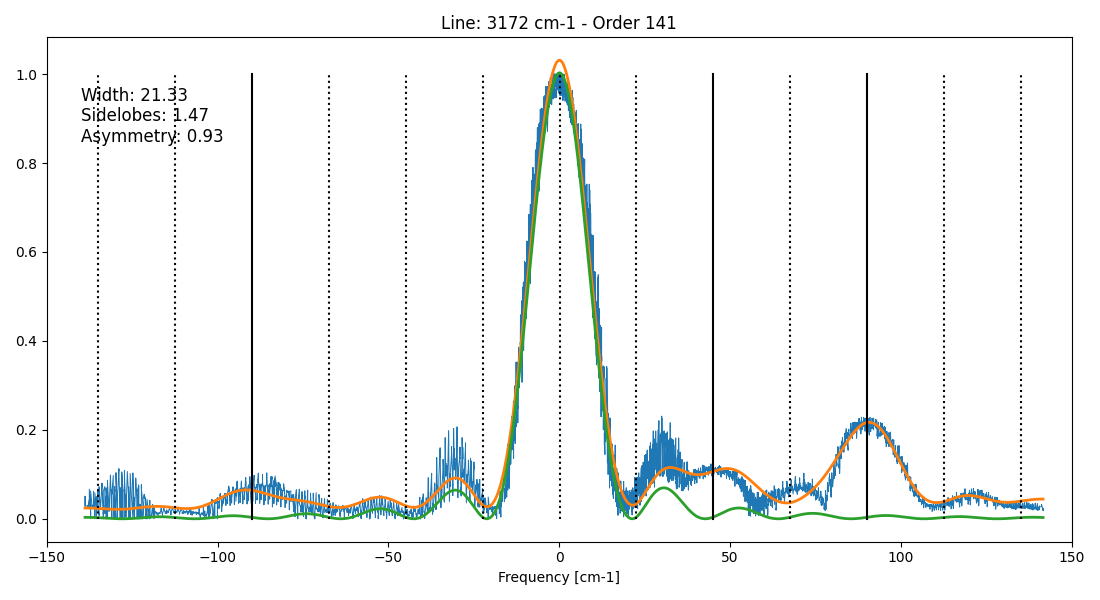 Line: 3172 cm-1 - Order 141
1.0
Width: 21.33
Sidelobes: 1.47
Asymmetry: 0.93
0.8
0.6
0.4
0.2
0.0
−150 −100 −50 0 50 100 150
Frequency [cm-1]